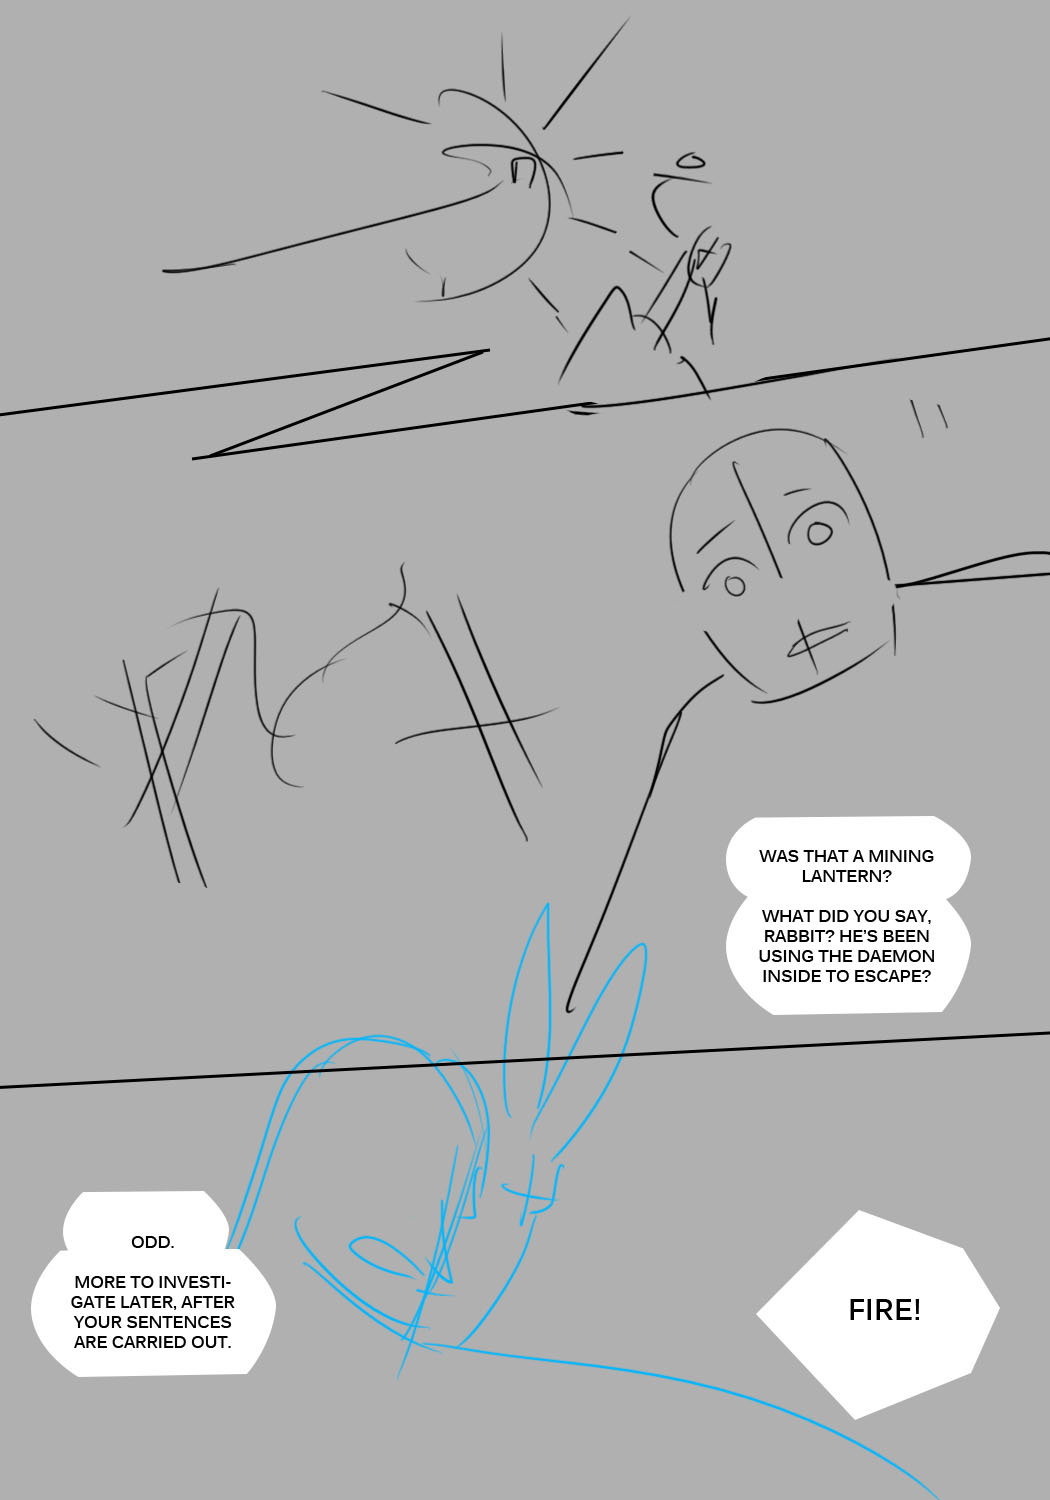 WAS THAT A MINING
LANTERN?
WHAT DID YOU SAY,
RABBIT? HE'S BEEN
USING THE DAEMON
INSIDE TO ESCAPE?
ODD.
MORE TO INVESTI-
GATE LATER, AFTER
YOUR SENTENCES
ARE CARRIED OUT.
FIRE!